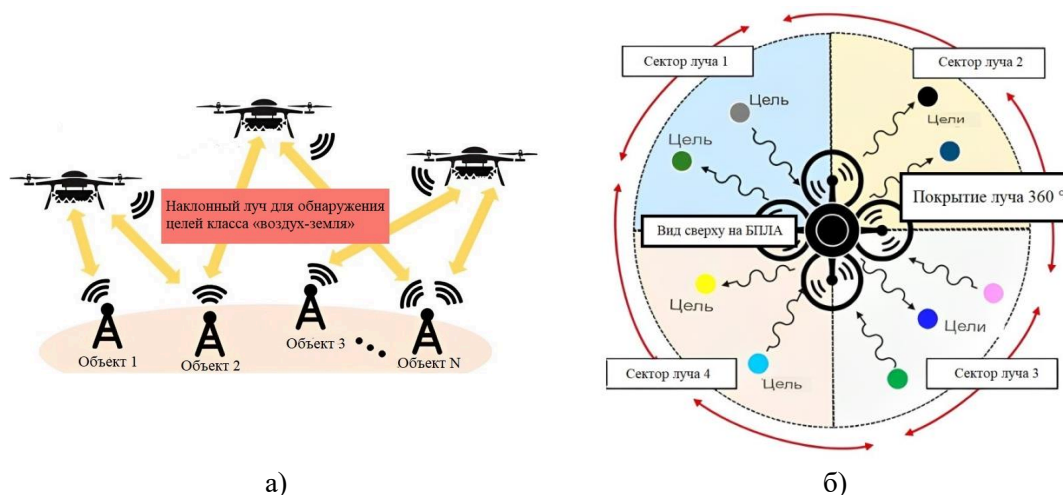 Наклонный луч для обнаружения
целей класса «воздух-земля»
Объект 1
Объект 2
Объект 3
Объект N
а)
Сектор луча 1
Сектор луча 2
Цель
Цели
Цель
Покрытие луча 360 °
Вид сверху на БПЛА
Цель
Цели
Сектор луча 4
Цель
Сектор луча 3
б)